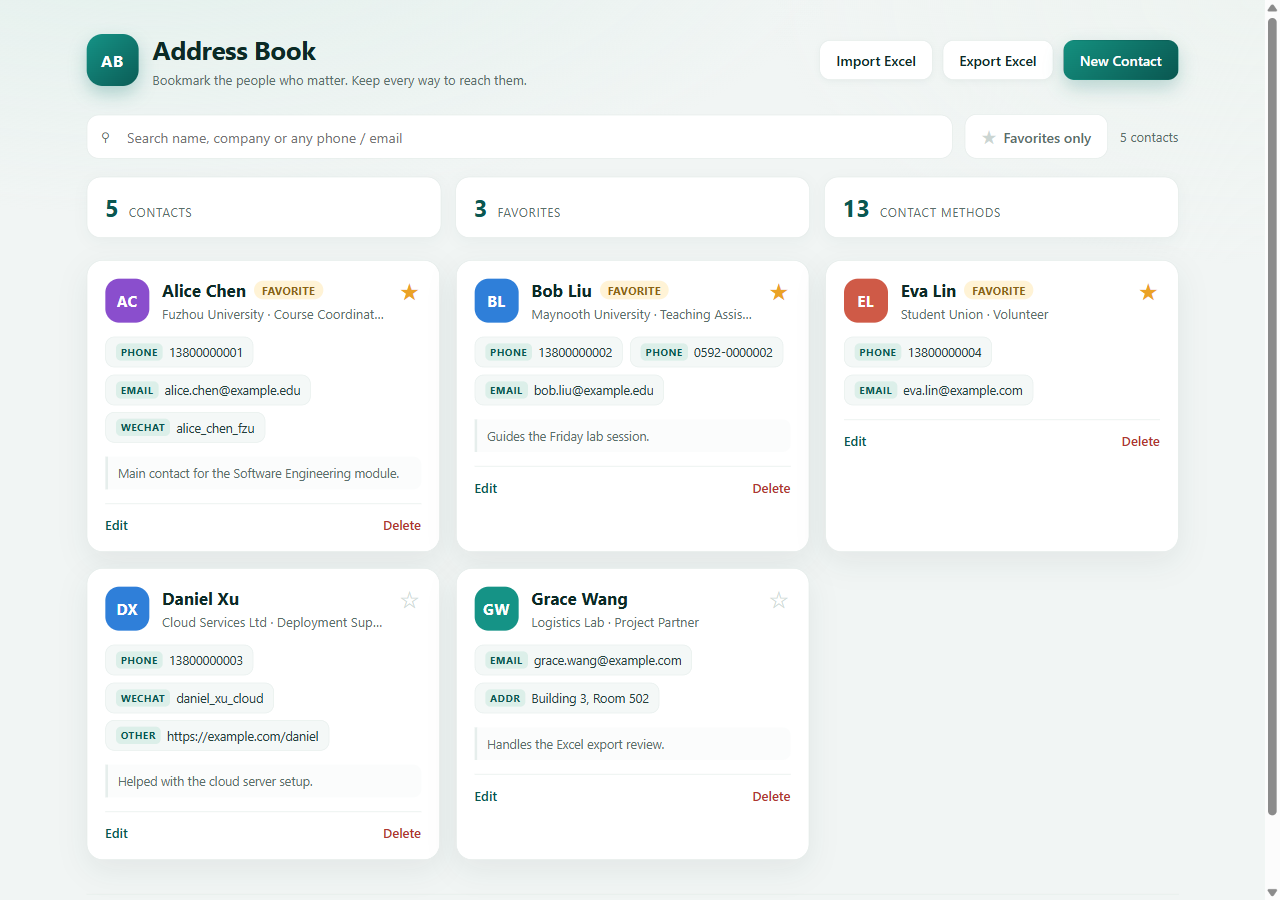 AB
Address Book
Bookmark the people who matter. Keep every way to reach them.
Import Excel
Export Excel
New Contact
Search name, company or any phone / email
★ Favorites only
5 contacts
5 CONTACTS
3 FAVORITES
13 CONTACT METHODS
AC
Alice Chen FAVORITE ★
Fuzhou University · Course Coordinat...
PHONE 13800000001
EMAIL alice.chen@example.edu
WECHAT alice_chen_fzu
Main contact for the Software Engineering module.
Edit Delete
BL
Bob Liu FAVORITE ★
Maynooth University · Teaching Assis...
PHONE 13800000002 PHONE 0592-0000002
EMAIL bob.liu@example.edu
Guides the Friday lab session.
Edit Delete
EL
Eva Lin FAVORITE ★
Student Union · Volunteer
PHONE 13800000004
EMAIL eva.lin@example.com
Edit Delete
DX
Daniel Xu ☆
Cloud Services Ltd · Deployment Sup...
PHONE 13800000003
WECHAT daniel_xu_cloud
OTHER https://example.com/daniel
Helped with the cloud server setup.
Edit Delete
GW
Grace Wang ☆
Logistics Lab · Project Partner
EMAIL grace.wang@example.com
ADDR Building 3, Room 502
Handles the Excel export review.
Edit Delete